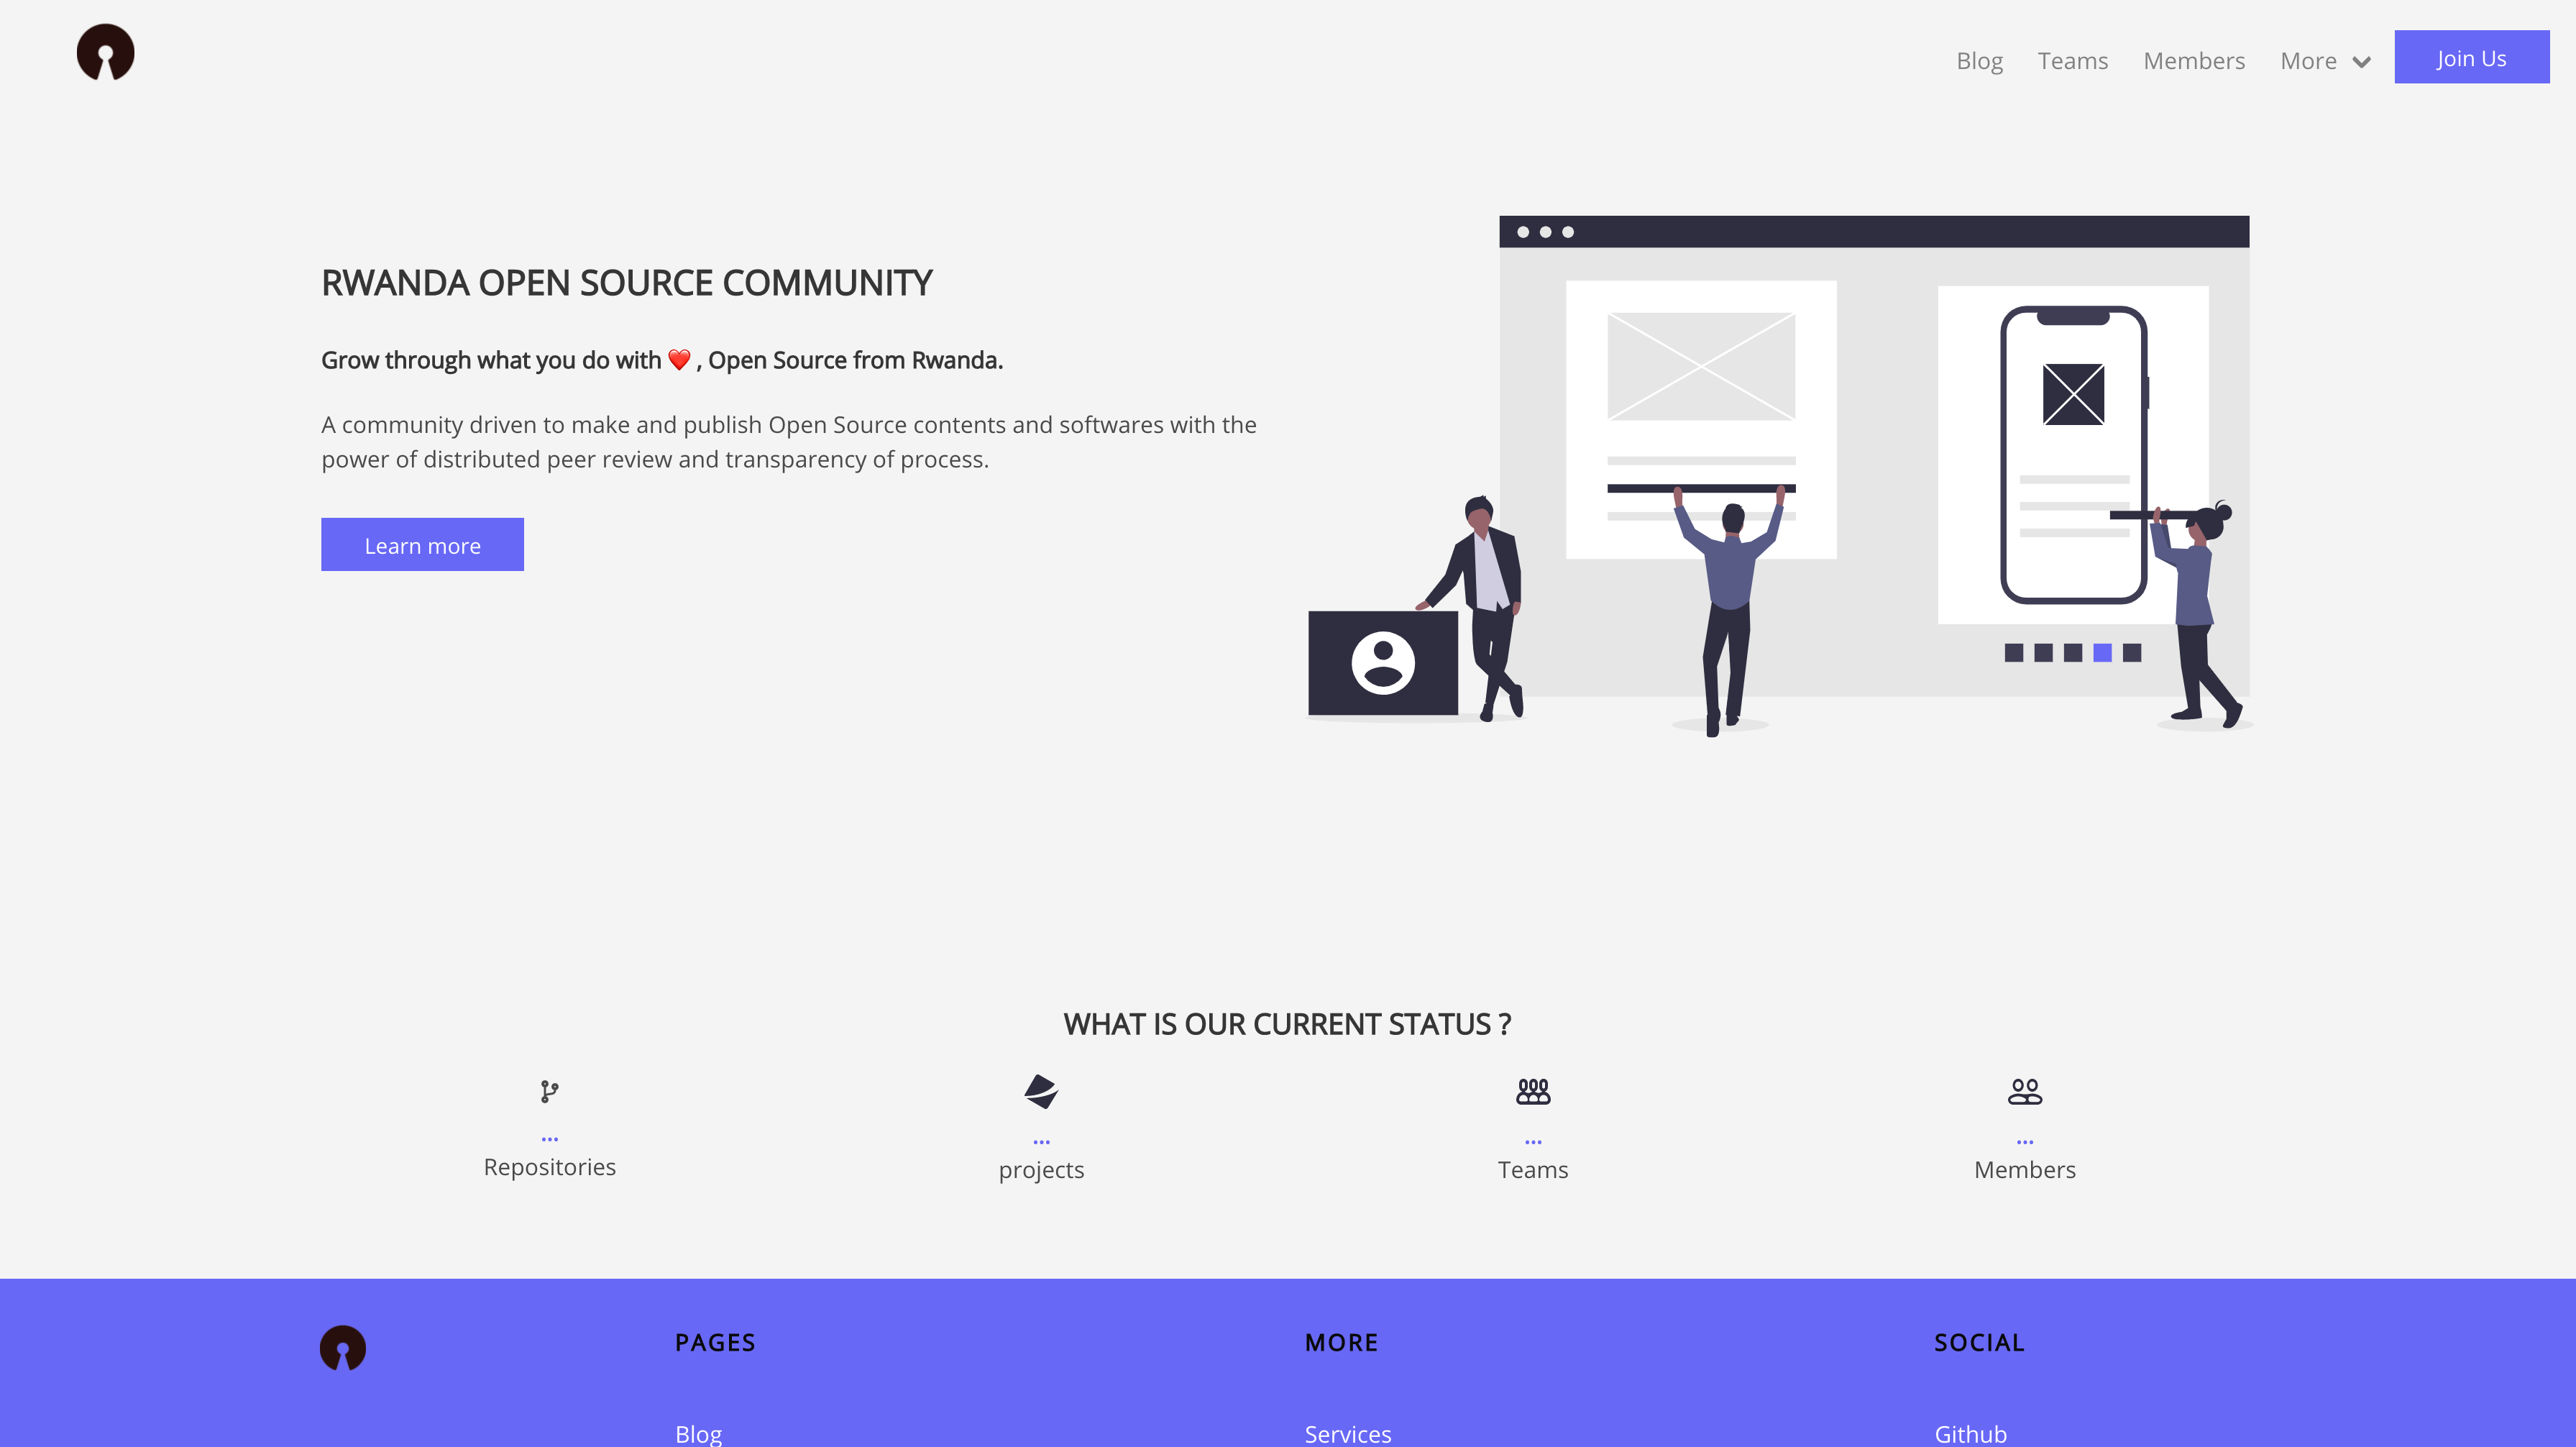 Blog Teams Members More Join Us
RWANDA OPEN SOURCE COMMUNITY
Grow through what you do with ❤️ , Open Source from Rwanda.
A community driven to make and publish Open Source contents and softwares with the
power of distributed peer review and transparency of process.
Learn more
WHAT IS OUR CURRENT STATUS ?
... ... ... ...
Repositories projects Teams Members
PAGES MORE SOCIAL
Blog Services Github